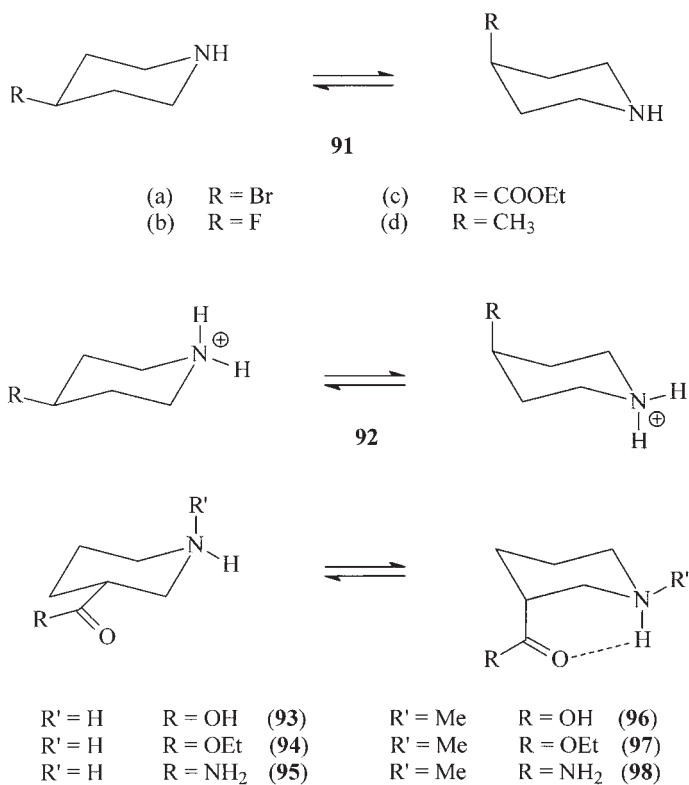 R NH R NH
91
(a) R = Br (c) R = COOEt
(b) R = F (d) R = CH₃
H R
N ⊕ H R N H
⊕
H
92
R' R'
N H N
R O R O H
R' = H R = OH (93) R' = Me R = OH (96)
R' = H R = OEt (94) R' = Me R = OEt (97)
R' = H R = NH₂ (95) R' = Me R = NH₂ (98)